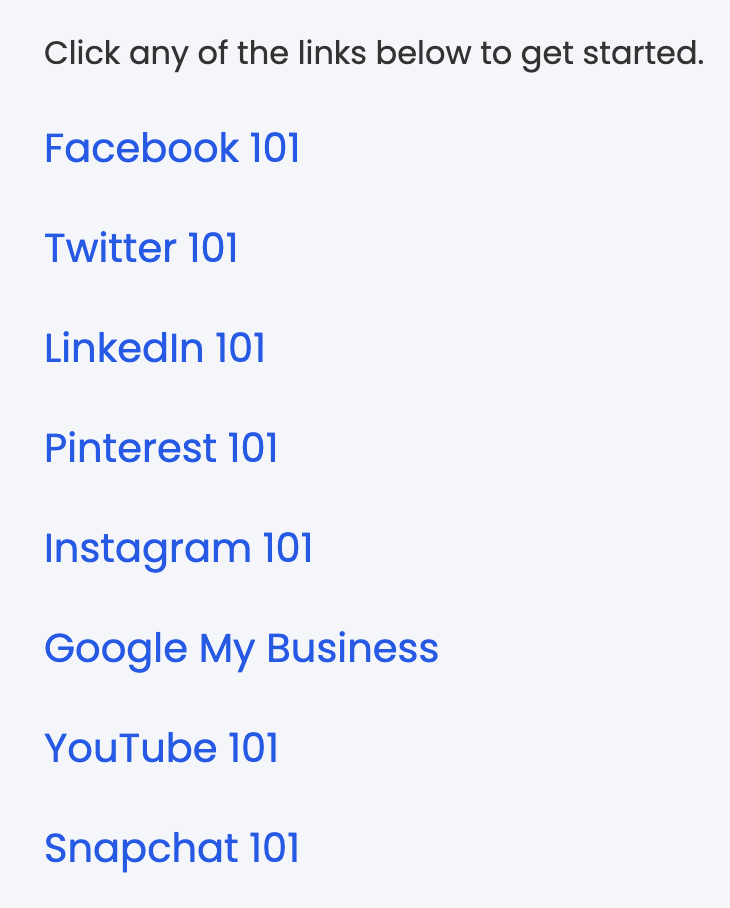 Click any of the links below to get started.
Facebook 101
Twitter 101
LinkedIn 101
Pinterest 101
Instagram 101
Google My Business
YouTube 101
Snapchat 101